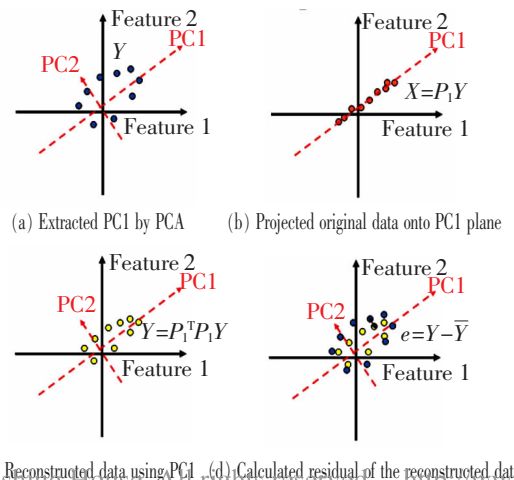 Feature 2
Feature 2
Y
PC1
PC1
PC2
X=P₁Y
Feature 1
Feature 1
(a) Extracted PC1 by PCA
(b) Projected original data onto PC1 plane
Feature 2
Feature 2
PC1
PC1
PC2
PC2
Y=P₁ᵀP₁Y
e=Y−Y̅
Feature 1
Feature 1
Reconstructed data using PC1
(d) Calculated residual of the reconstructed dat